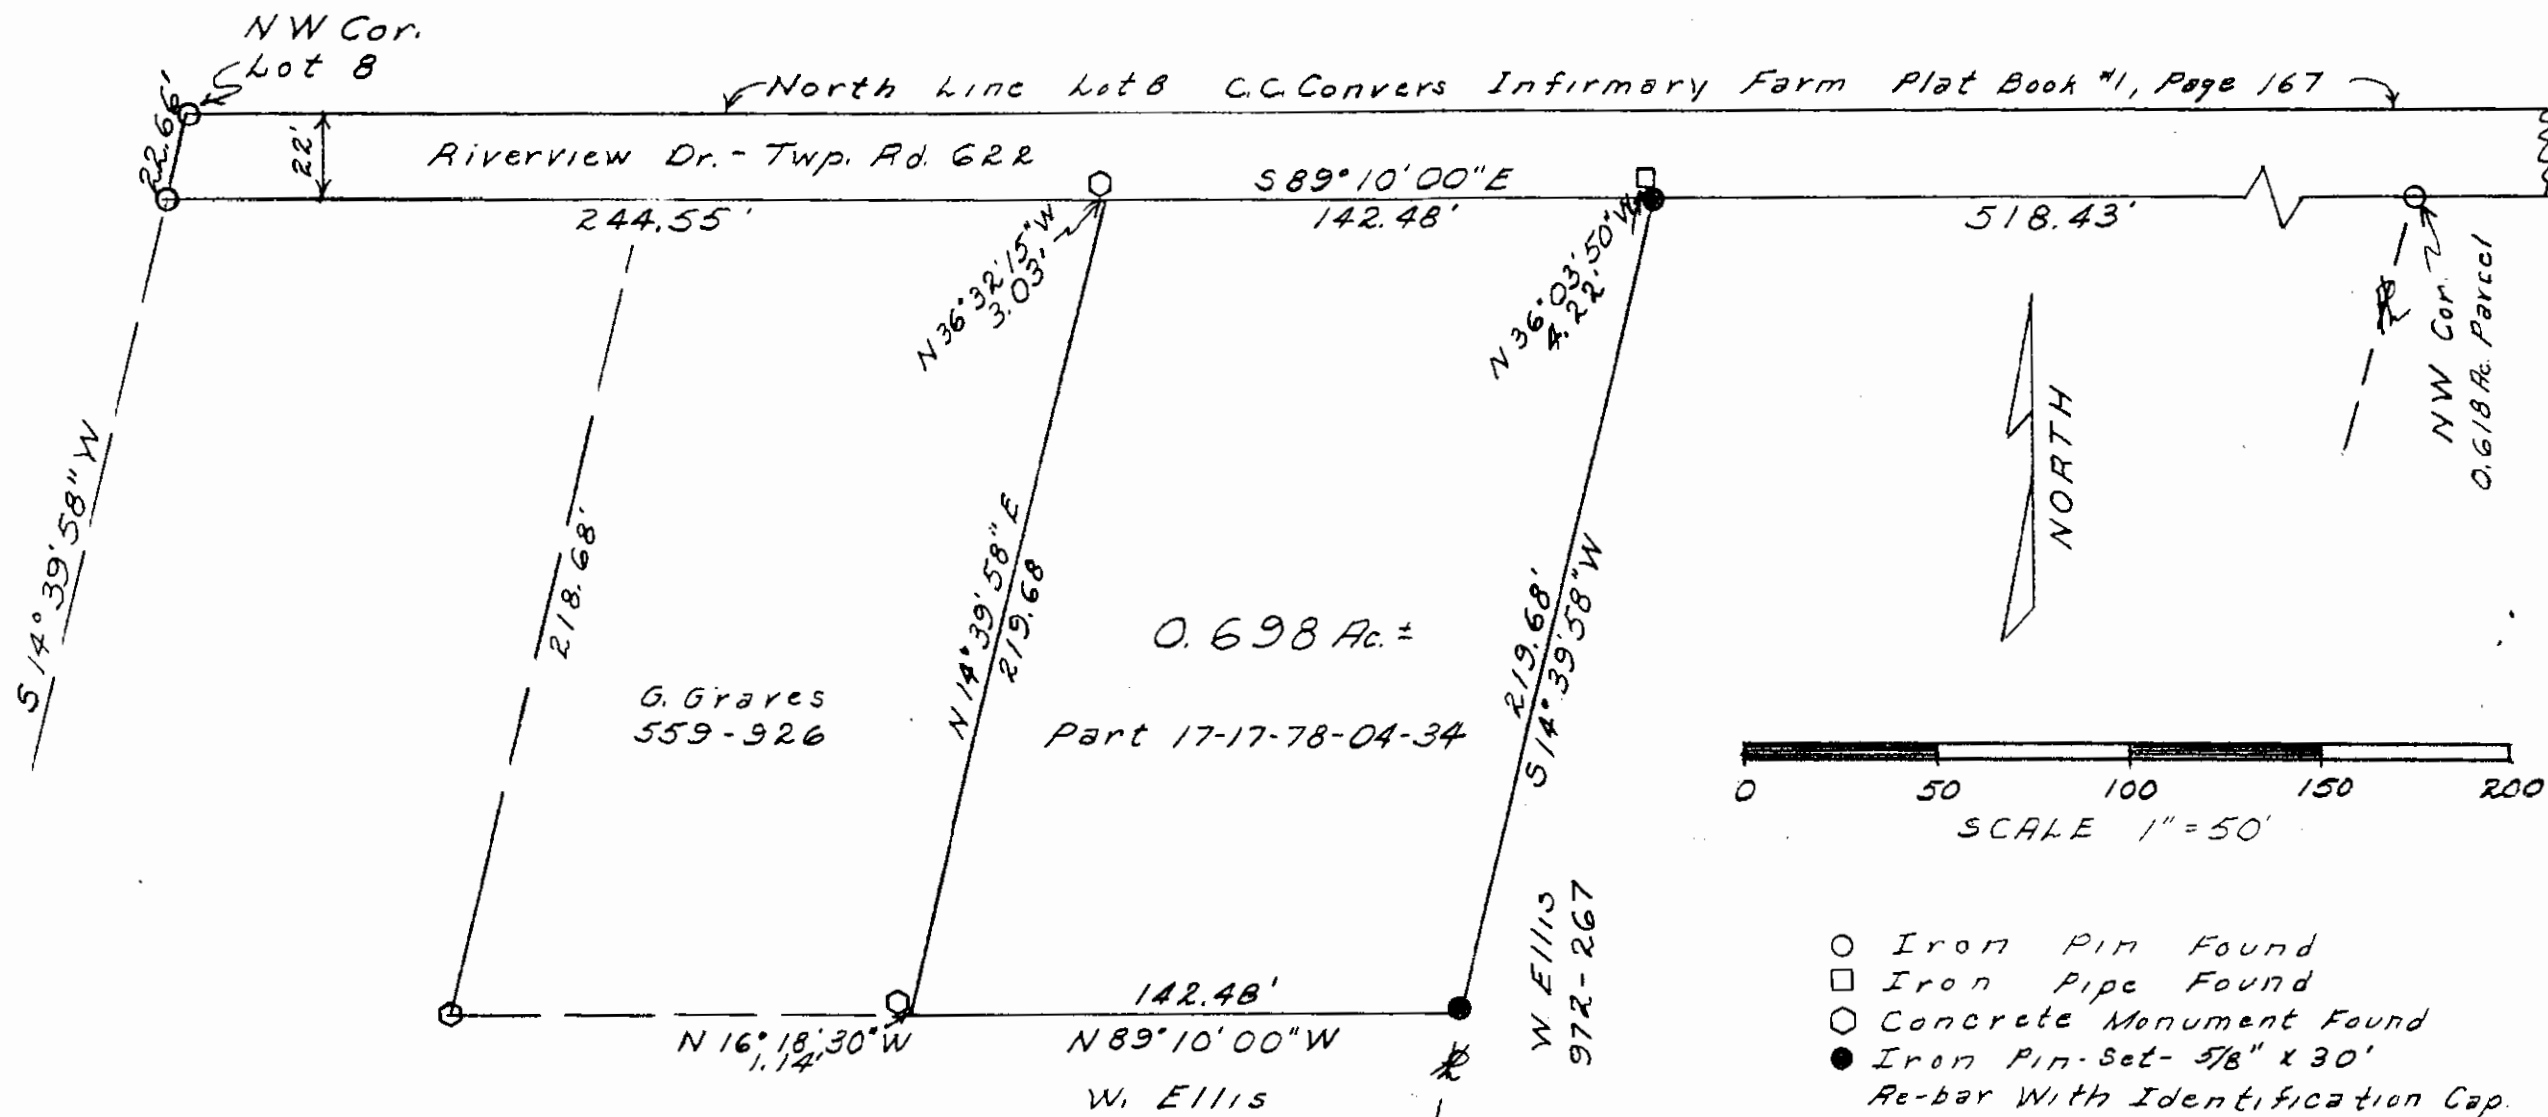 NW Cor.
Lot 8
North Line Lot 8 C.C. Convers Infirmary Farm Plat Book #1, Page 167
22.66'
22'
Riverview Dr. - Twp. Rd. 622
S 89° 10' 00" E
244.55'
142.48'
518.43'
N 36° 32' 15" W
3.03'
N 36° 03' 50" W
4.22'
NW Cor.
0.618 Ac. Parcel
S 14° 39' 58" W
218.68'
N 14° 39' 58" E
219.68
219.68'
S 14° 39' 58" W
NORTH
0.698 Ac. ±
G. Graves
559-926
Part 17-17-78-04-34
0 50 100 150 200
SCALE 1" = 50'
W. Ellis
972-267
142.48'
N 16° 18' 30" W
1.14'
N 89° 10' 00" W
W. Ellis
Iron Pin Found
Iron Pipe Found
Concrete Monument Found
Iron Pin-Set- 5/8" x 30'
Re-bar With Identification Cap.